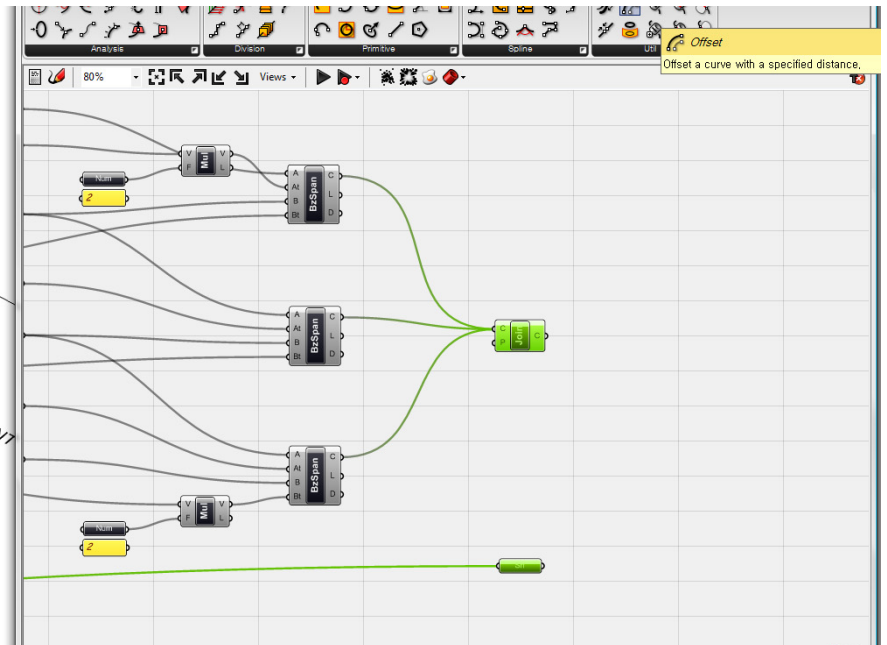 Analysis
Division
Primitive
Spline
Util
Offset
Offset a curve with a specified distance,
80%
Views
V
F
Mul
V
L
Num
2
A
At
B
Bt
BzSpan
C
L
D
A
At
B
Bt
BzSpan
C
L
D
C
P
Join
C
A
At
B
Bt
BzSpan
C
L
D
V
F
Mul
V
L
Num
2
Srf